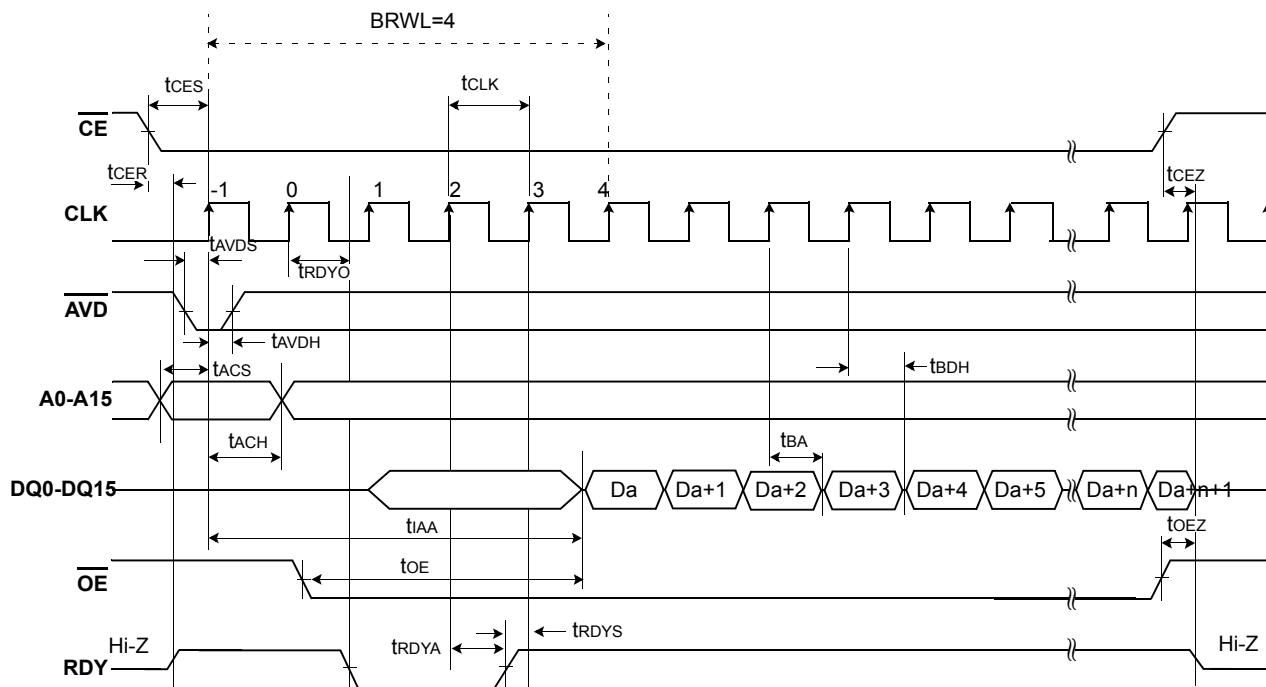 BRWL=4
tCES
tCLK
CE
tCER
tCEZ
-1 0 1 2 3 4
CLK
tAVDS
tRDYO
AVD
tAVDH
tACS
tBDH
A0-A15
tACH
tBA
DQ0-DQ15 Da Da+1 Da+2 Da+3 Da+4 Da+5 Da+n Da+n+1
tIAA
tOEZ
tOE
OE
tRDYS
Hi-Z
tRDYA
Hi-Z
RDY